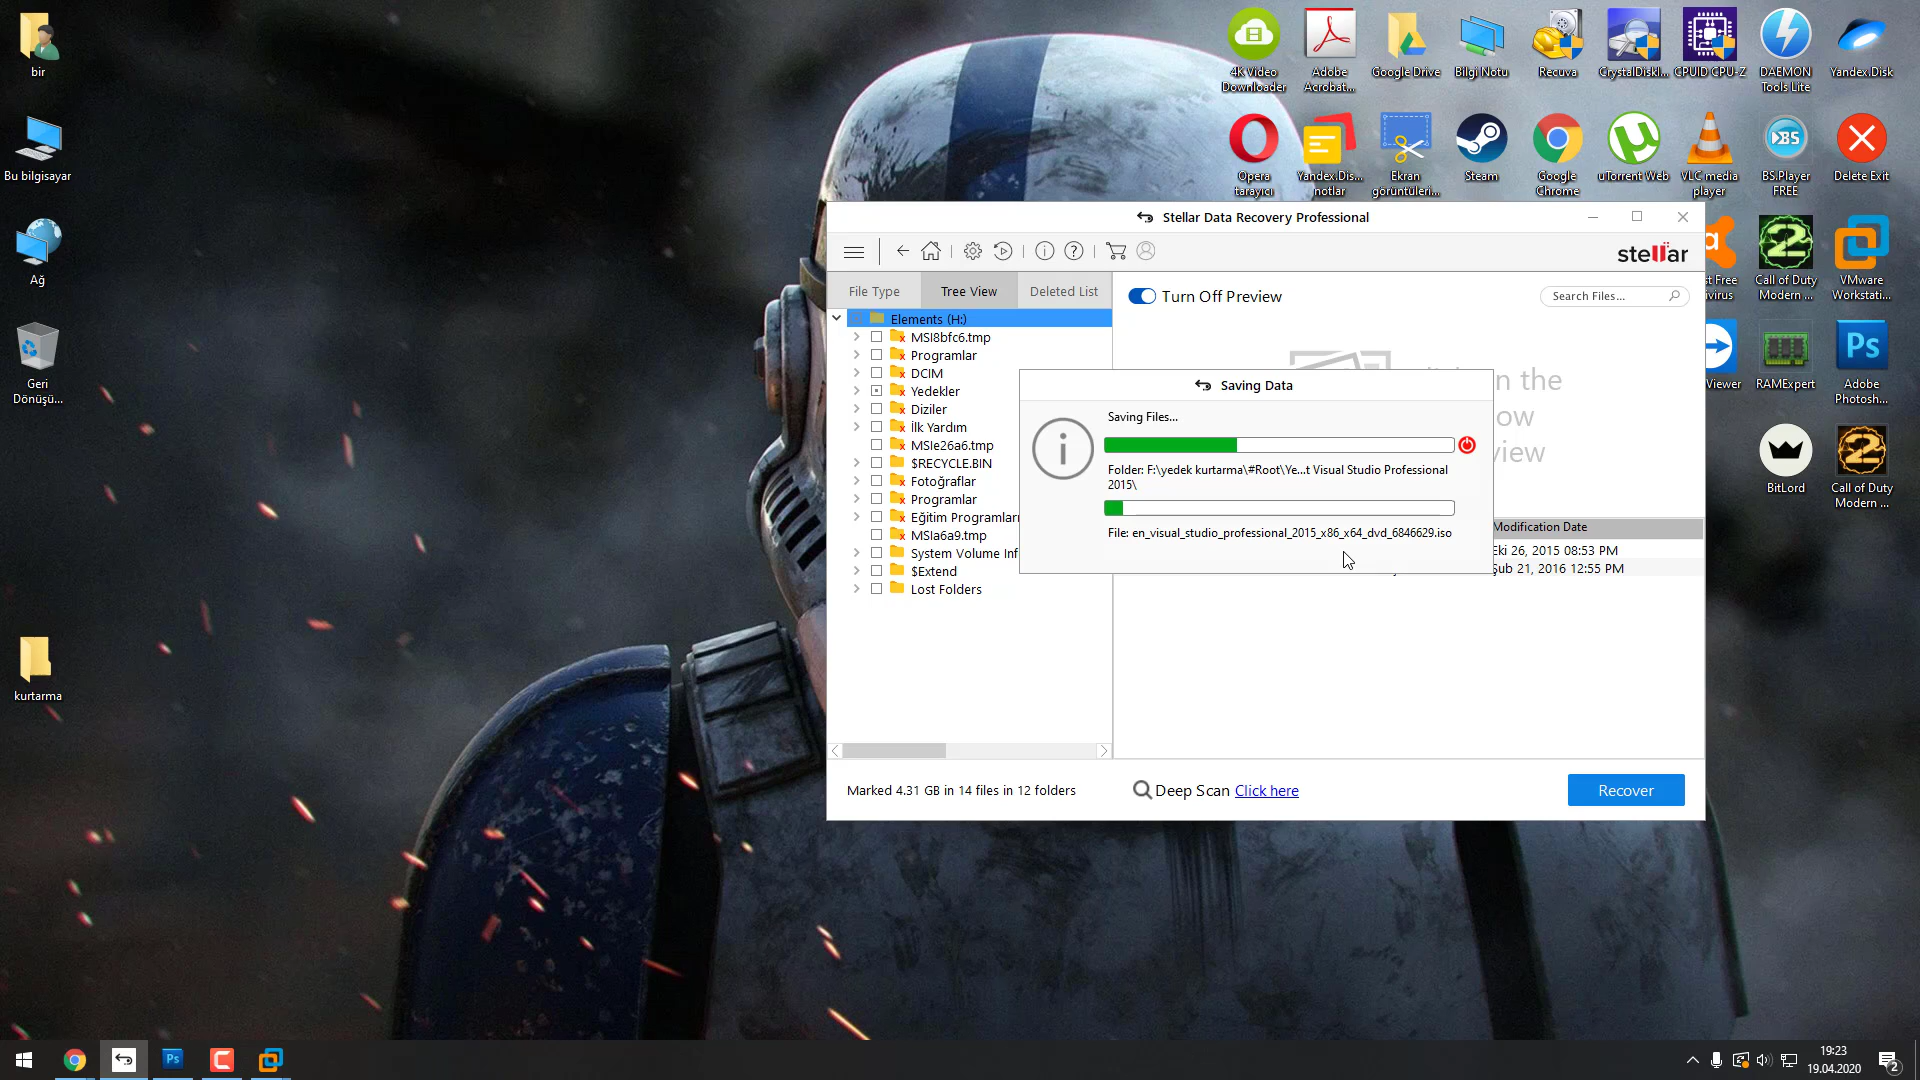 bir
Bu bilgisayar
Ağ
Geri
Dönüşü...
kurtarma
4K Video
Downloader
Adobe
Acrobat...
Google Drive
Bilgi Notu
Recuva
CrystalDiskI...
CPUID CPU-Z
DAEMON
Tools Lite
Yandex.Disk
Opera
tarayıcı
Yandex.Dis...
notlar
Ekran
görüntüleri...
Steam
Google
Chrome
uTorrent Web
VLC media
player
BS.Player
FREE
Delete Exit
st Free
ivirus
Call of Duty
Modern ...
VMware
Workstati...
Viewer
RAMExpert
Adobe
Photosh...
BitLord
Call of Duty
Modern ...
Stellar Data Recovery Professional
stellar
File Type
Tree View
Deleted List
Turn Off Preview
Search Files...
Elements (H:)
MSI8bfc6.tmp
Programlar
DCIM
Yedekler
Diziler
İlk Yardım
MSIe26a6.tmp
$RECYCLE.BIN
Fotoğraflar
Programlar
Eğitim Programları
MSIa6a9.tmp
System Volume Inf
$Extend
Lost Folders
n the
ow
view
Saving Data
Saving Files...
Folder: F:\yedek kurtarma\#Root\Ye...t Visual Studio Professional
2015\
File: en_visual_studio_professional_2015_x86_x64_dvd_6846629.iso
Modification Date
Eki 26, 2015 08:53 PM
Şub 21, 2016 12:55 PM
Marked 4.31 GB in 14 files in 12 folders
Deep Scan Click here
Recover
19:23
19.04.2020
2